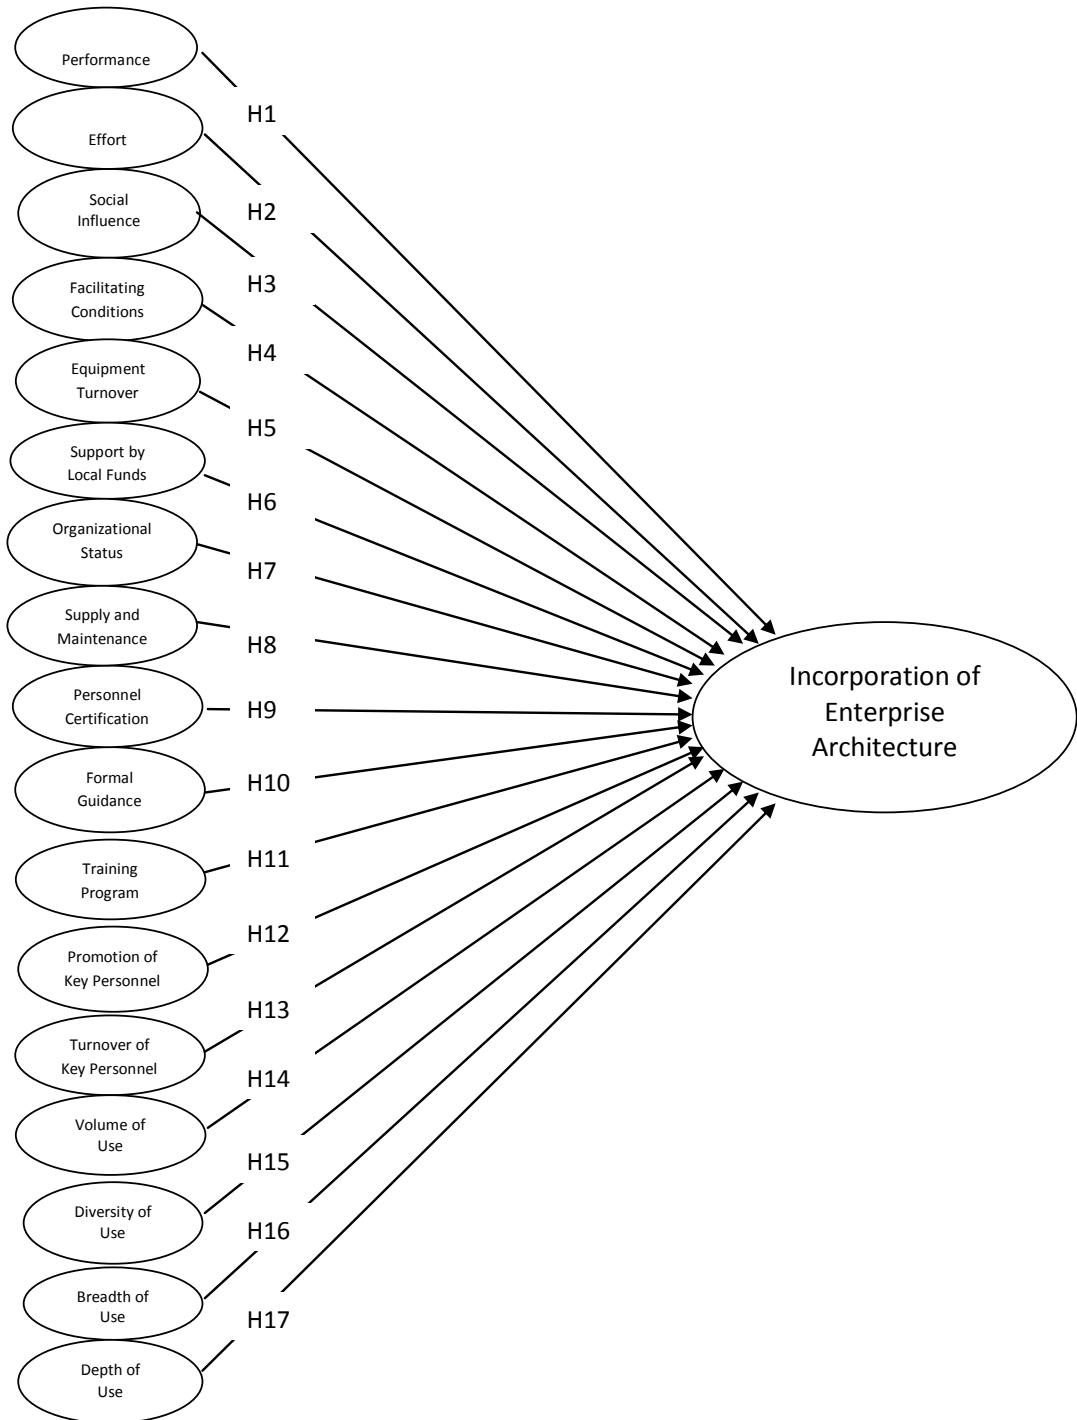 Performance
H1
Effort
H2
Social
Influence
H3
Facilitating
Conditions
H4
Equipment
Turnover
H5
Support by
Local Funds
H6
Organizational
Status
H7
Supply and
Maintenance
H8
Personnel
Certification
H9
Formal
Guidance
H10
Training
Program
H11
Promotion of
Key Personnel
H12
Turnover of
Key Personnel
H13
Volume of
Use
H14
Diversity of
Use
H15
Breadth of
Use
H16
Depth of
Use
H17
Incorporation of
Enterprise
Architecture